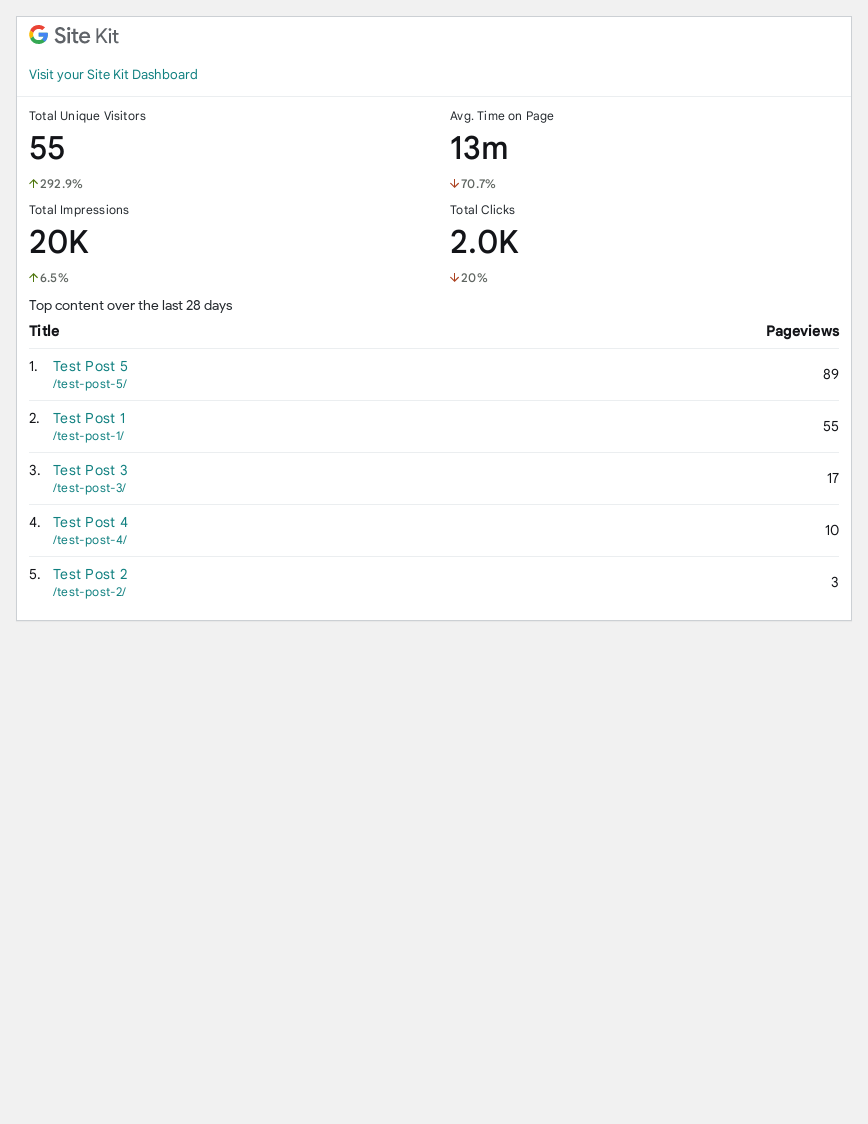 Site Kit
Visit your Site Kit Dashboard
Total Unique Visitors
55
↑292.9%
Avg. Time on Page
13m
↓70.7%
Total Impressions
20K
↑6.5%
Total Clicks
2.0K
↓20%
Top content over the last 28 days
Title Pageviews
1. Test Post 5
/test-post-5/
89
2. Test Post 1
/test-post-1/
55
3. Test Post 3
/test-post-3/
17
4. Test Post 4
/test-post-4/
10
5. Test Post 2
/test-post-2/
3